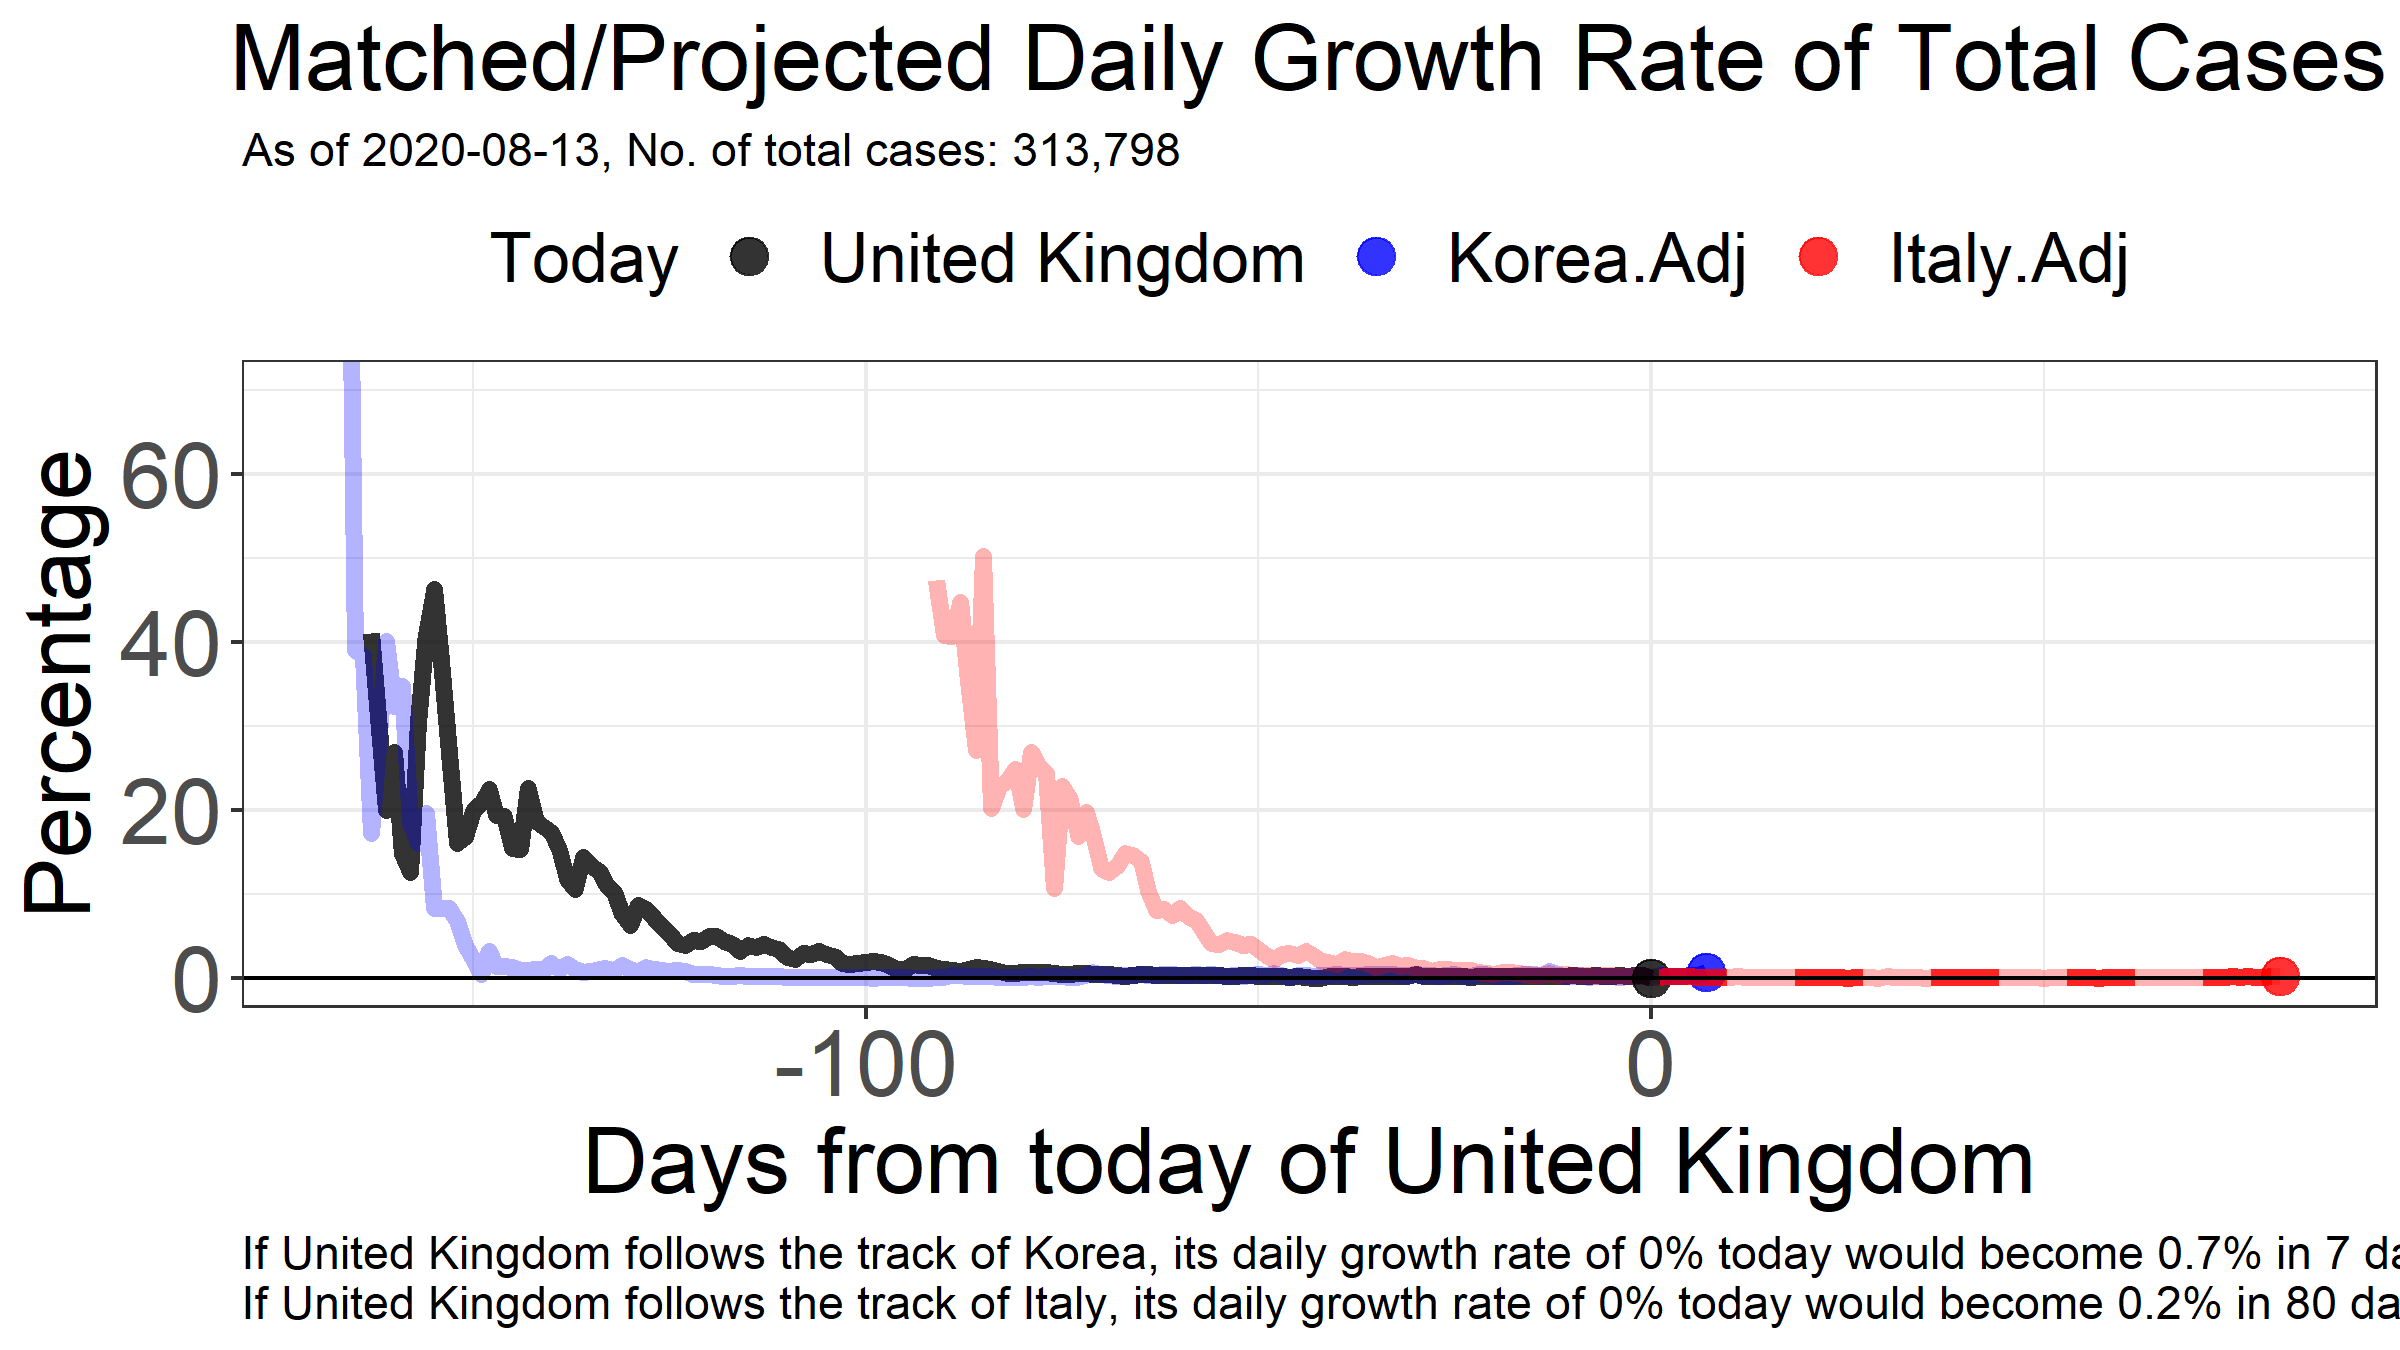 Matched/Projected Daily Growth Rate of Total Cases
As of 2020-08-13, No. of total cases: 313,798
Today United Kingdom Korea.Adj Italy.Adj
Percentage
60
40
20
0
-100 0
Days from today of United Kingdom
If United Kingdom follows the track of Korea, its daily growth rate of 0% today would become 0.7% in 7 da
If United Kingdom follows the track of Italy, its daily growth rate of 0% today would become 0.2% in 80 da